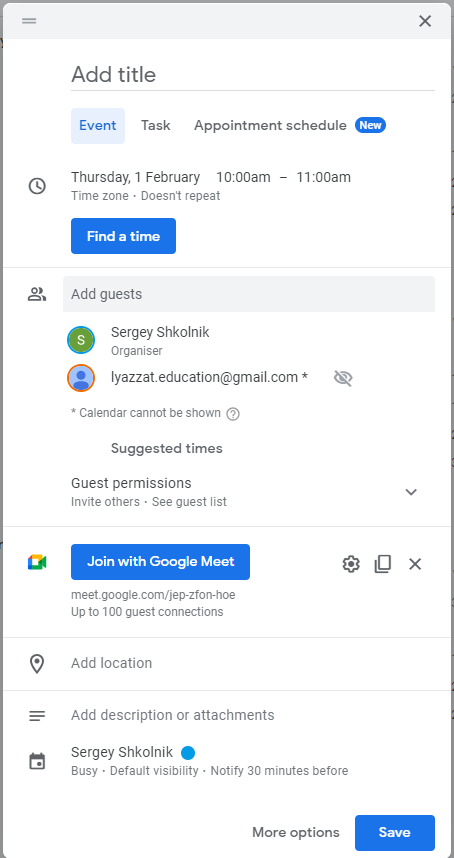 Add title
Event Task Appointment schedule New
Thursday, 1 February 10:00am – 11:00am
Time zone · Doesn't repeat
Find a time
Add guests
S
Sergey Shkolnik
Organiser
lyazzat.education@gmail.com *
* Calendar cannot be shown ?
Suggested times
Guest permissions
Invite others · See guest list
Join with Google Meet
meet.google.com/jep-zfon-hoe
Up to 100 guest connections
Add location
Add description or attachments
Sergey Shkolnik
Busy · Default visibility · Notify 30 minutes before
More options Save